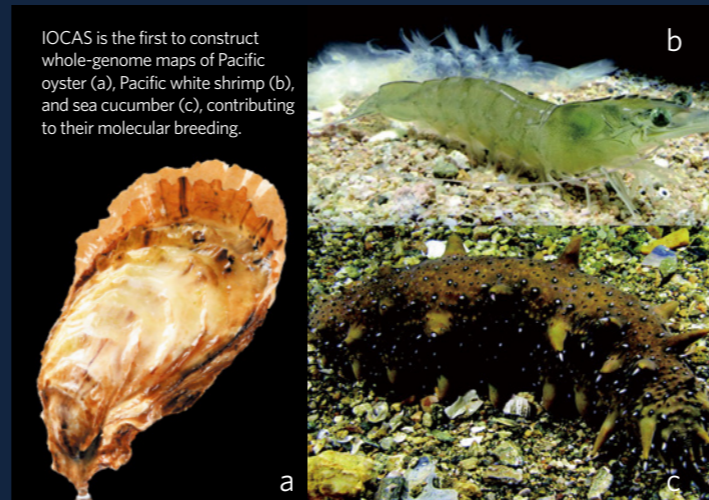 IOCAS is the first to construct
whole-genome maps of Pacific
oyster (a), Pacific white shrimp (b),
and sea cucumber (c), contributing
to their molecular breeding.
b
a
c